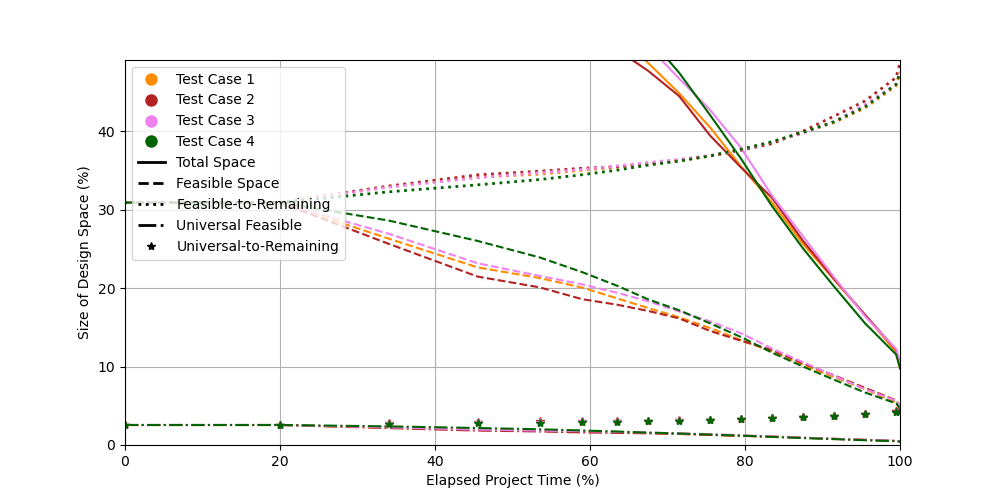 Test Case 1
Test Case 2
Test Case 3
Test Case 4
Total Space
Feasible Space
Feasible-to-Remaining
Universal Feasible
Universal-to-Remaining
Size of Design Space (%)
40
30
20
10
0
0 20 40 60 80 100
Elapsed Project Time (%)